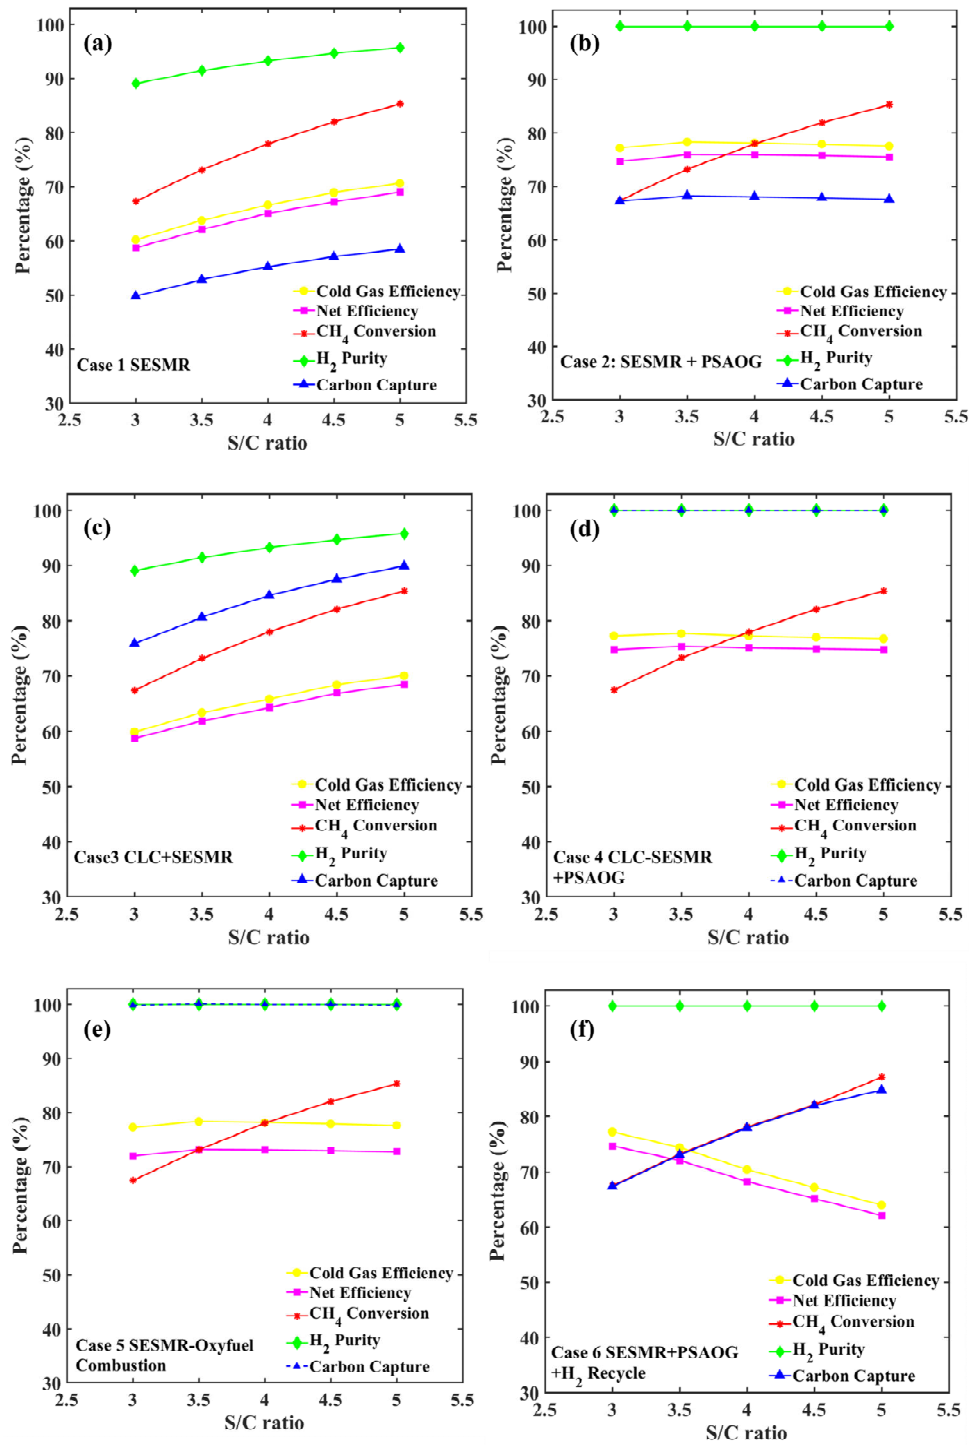 (a)
100
90
80
70
60
50
40
30
Percentage (%)
Cold Gas Efficiency
Net Efficiency
CH4 Conversion
H2 Purity
Carbon Capture
Case 1 SESMR
2.5 3 3.5 4 4.5 5 5.5
S/C ratio
(b)
100
90
80
70
60
50
40
30
Percentage (%)
Cold Gas Efficiency
Net Efficiency
CH4 Conversion
H2 Purity
Carbon Capture
Case 2: SESMR + PSAOG
2.5 3 3.5 4 4.5 5 5.5
S/C ratio
(c)
100
90
80
70
60
50
40
30
Percentage (%)
Cold Gas Efficiency
Net Efficiency
CH4 Conversion
H2 Purity
Carbon Capture
Case3 CLC+SESMR
2.5 3 3.5 4 4.5 5 5.5
S/C ratio
(d)
100
90
80
70
60
50
40
30
Percentage (%)
Cold Gas Efficiency
Net Efficiency
CH4 Conversion
H2 Purity
Carbon Capture
Case 4 CLC-SESMR
+PSAOG
2.5 3 3.5 4 4.5 5 5.5
S/C ratio
(e)
100
90
80
70
60
50
40
30
Percentage (%)
Cold Gas Efficiency
Net Efficiency
CH4 Conversion
H2 Purity
Carbon Capture
Case 5 SESMR-Oxyfuel
Combustion
2.5 3 3.5 4 4.5 5 5.5
S/C ratio
(f)
100
90
80
70
60
50
40
30
Percentage (%)
Cold Gas Efficiency
Net Efficiency
CH4 Conversion
H2 Purity
Carbon Capture
Case 6 SESMR+PSAOG
+H2 Recycle
2.5 3 3.5 4 4.5 5 5.5
S/C ratio